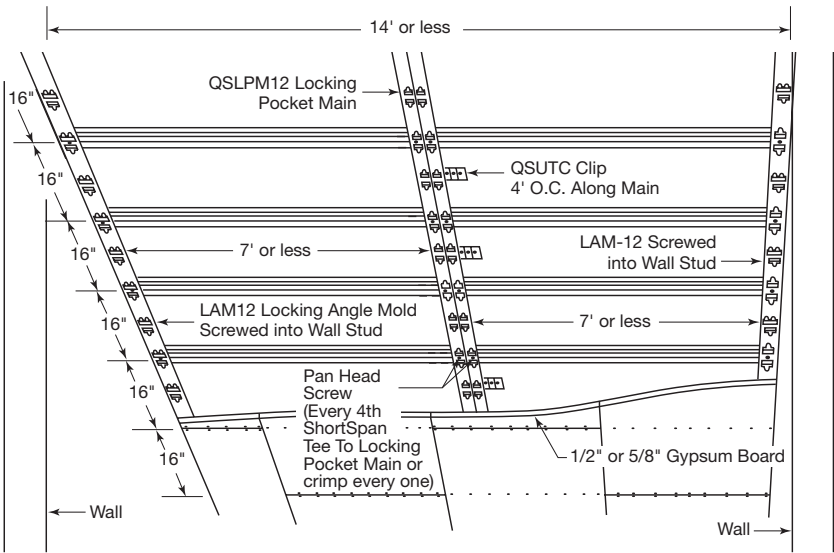 14' or less
QSLPM12 Locking
Pocket Main
16"
16"
QSUTC Clip
4' O.C. Along Main
16"
7' or less
LAM-12 Screwed
into Wall Stud
16"
LAM12 Locking Angle Mold
Screwed into Wall Stud
7' or less
16"
Pan Head
Screw
(Every 4th
ShortSpan
Tee To Locking
Pocket Main or
crimp every one)
16"
1/2" or 5/8" Gypsum Board
Wall
Wall